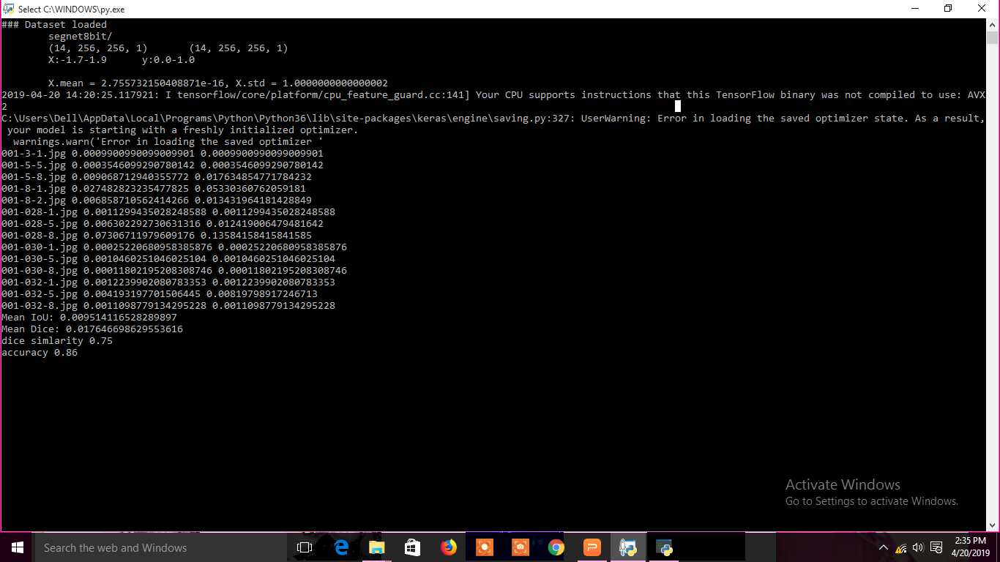 Select C:\WINDOWS\py.exe
### Dataset loaded
segnet8bit/
(14, 256, 256, 1) (14, 256, 256, 1)
X:-1.7-1.9 y:0.0-1.0
X.mean = 2.755732150408871e-16, X.std = 1.0000000000000002
2019-04-20 14:20:25.117921: I tensorflow/core/platform/cpu_feature_guard.cc:141] Your CPU supports instructions that this TensorFlow binary was not compiled to use: AVX
2
C:\Users\Dell\AppData\Local\Programs\Python\Python36\lib\site-packages\keras\engine\saving.py:327: UserWarning: Error in loading the saved optimizer state. As a result,
your model is starting with a freshly initialized optimizer.
warnings.warn('Error in loading the saved optimizer '
001-3-1.jpg 0.0009900990099009901 0.0009900990099009901
001-5-5.jpg 0.0003546099290780142 0.0003546099290780142
001-5-8.jpg 0.009068712940355772 0.017634854771784232
001-8-1.jpg 0.027482823235477825 0.05330360762059181
001-8-2.jpg 0.006858710562414266 0.013431964181428849
001-028-1.jpg 0.0011299435028248588 0.0011299435028248588
001-028-5.jpg 0.006302292730631316 0.012419006479481642
001-028-8.jpg 0.07306711979609176 0.13584158415841585
001-030-1.jpg 0.00025220680958385876 0.00025220680958385876
001-030-5.jpg 0.0010460251046025104 0.0010460251046025104
001-030-8.jpg 0.00011802195208308746 0.00011802195208308746
001-032-1.jpg 0.0012239902080783353 0.0012239902080783353
001-032-5.jpg 0.004193197701506445 0.00819798917246713
001-032-8.jpg 0.0011098779134295228 0.0011098779134295228
Mean IoU: 0.009514116528289897
Mean Dice: 0.017646698629553616
dice simlarity 0.75
accuracy 0.86
Activate Windows
Go to Settings to activate Windows.
Search the web and Windows
2:35 PM
4/20/2019